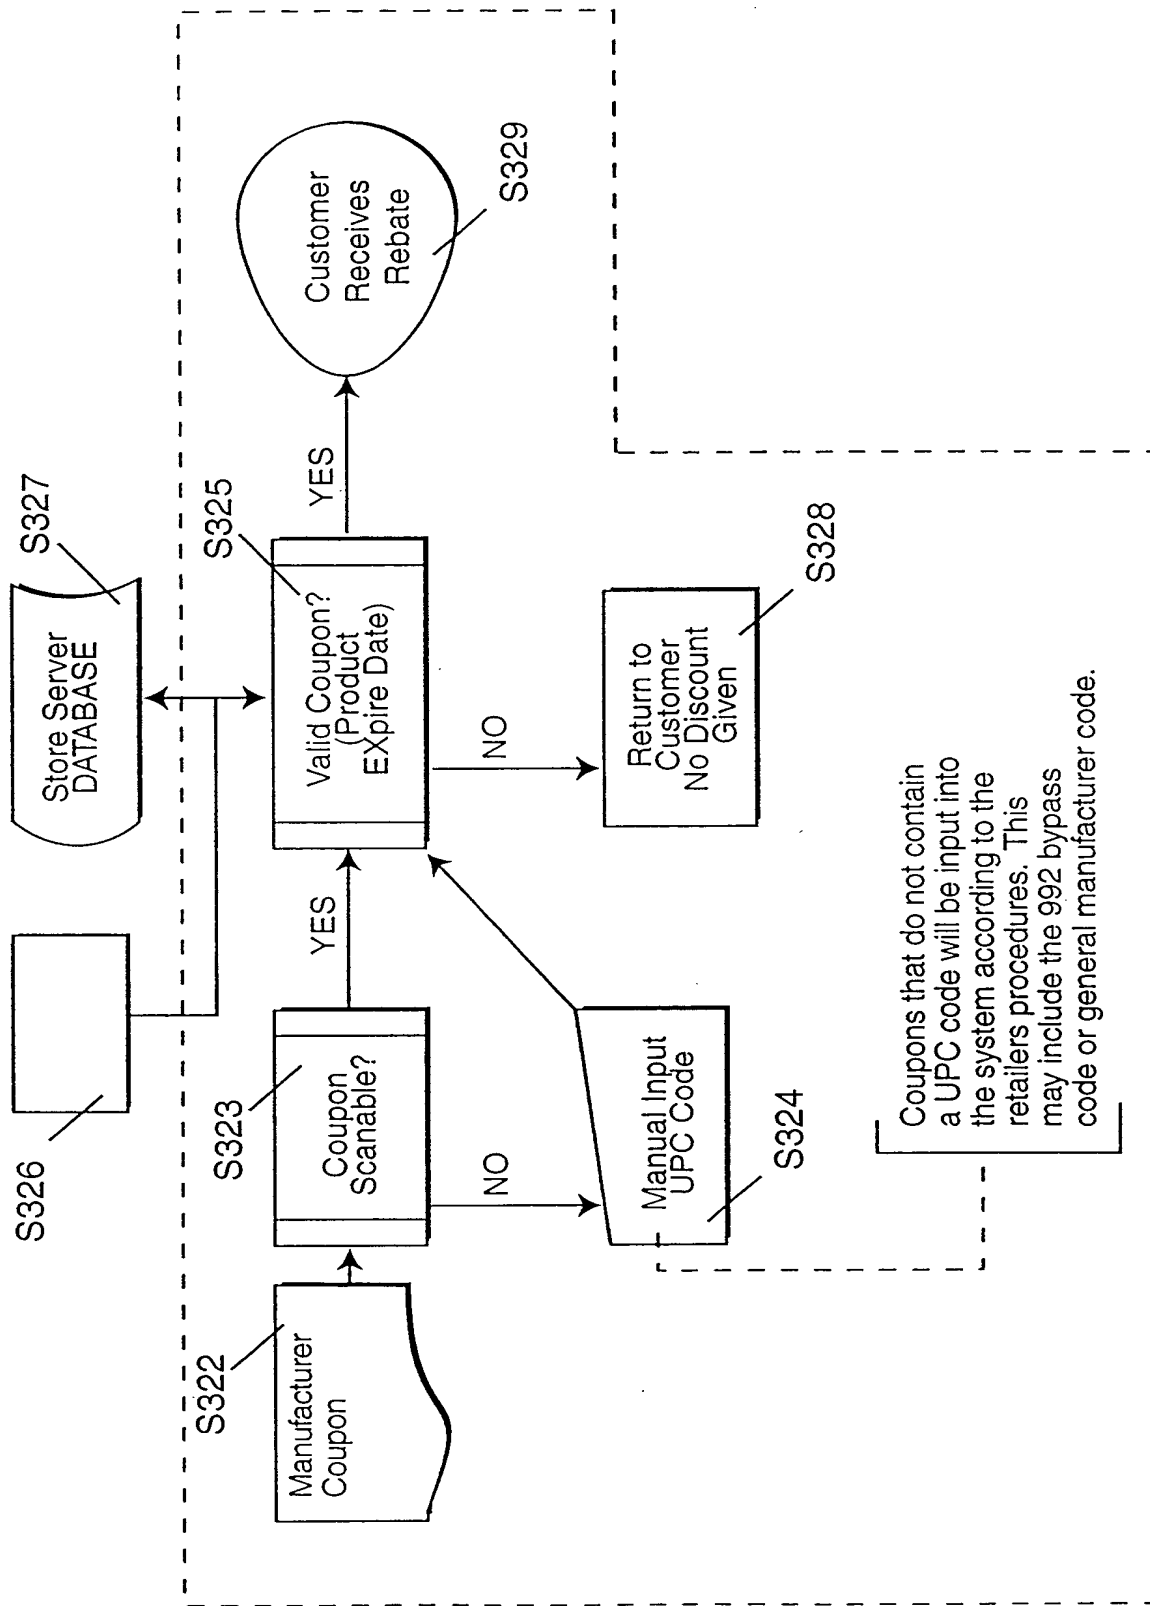 S326
S327
Store Server
DATABASE
S322
Manufacturer
Coupon
S323
Coupon
Scanable?
YES
S325
Valid Coupon?
(Product
EXpire Date)
YES
Customer
Receives
Rebate
S329
NO
Manual Input
UPC Code
S324
NO
Return to
Customer
No Discount
Given
S328
Coupons that do not contain
a UPC code will be input into
the system according to the
retailers procedures. This
may include the 992 bypass
code or general manufacturer code.